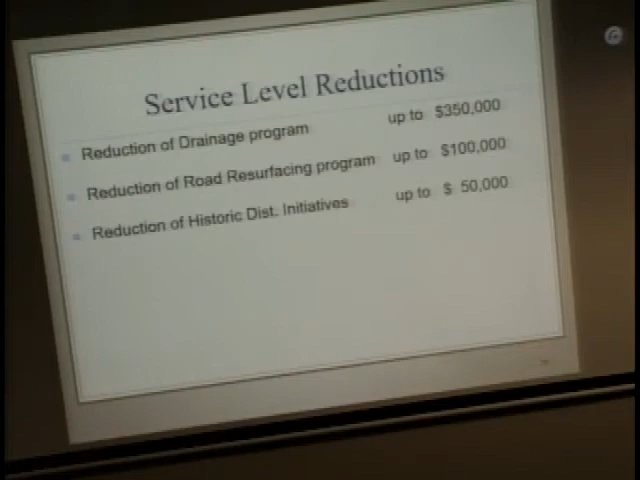 Service Level Reductions
Reduction of Drainage program up to $350,000
Reduction of Road Resurfacing program up to $100,000
Reduction of Historic Dist. Initiatives up to $ 50,000